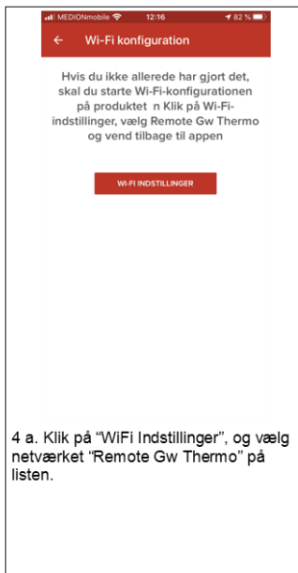 MEDIONmobile 12:16 82 %
← Wi-Fi konfiguration
Hvis du ikke allerede har gjort det,
skal du starte Wi-Fi-konfigurationen
på produktet n Klik på Wi-Fi-
indstillinger, vælg Remote Gw Thermo
og vend tilbage til appen
WI-FI INDSTILLINGER
4 a. Klik på “WiFi Indstillinger”, og vælg
netværket “Remote Gw Thermo” på
listen.